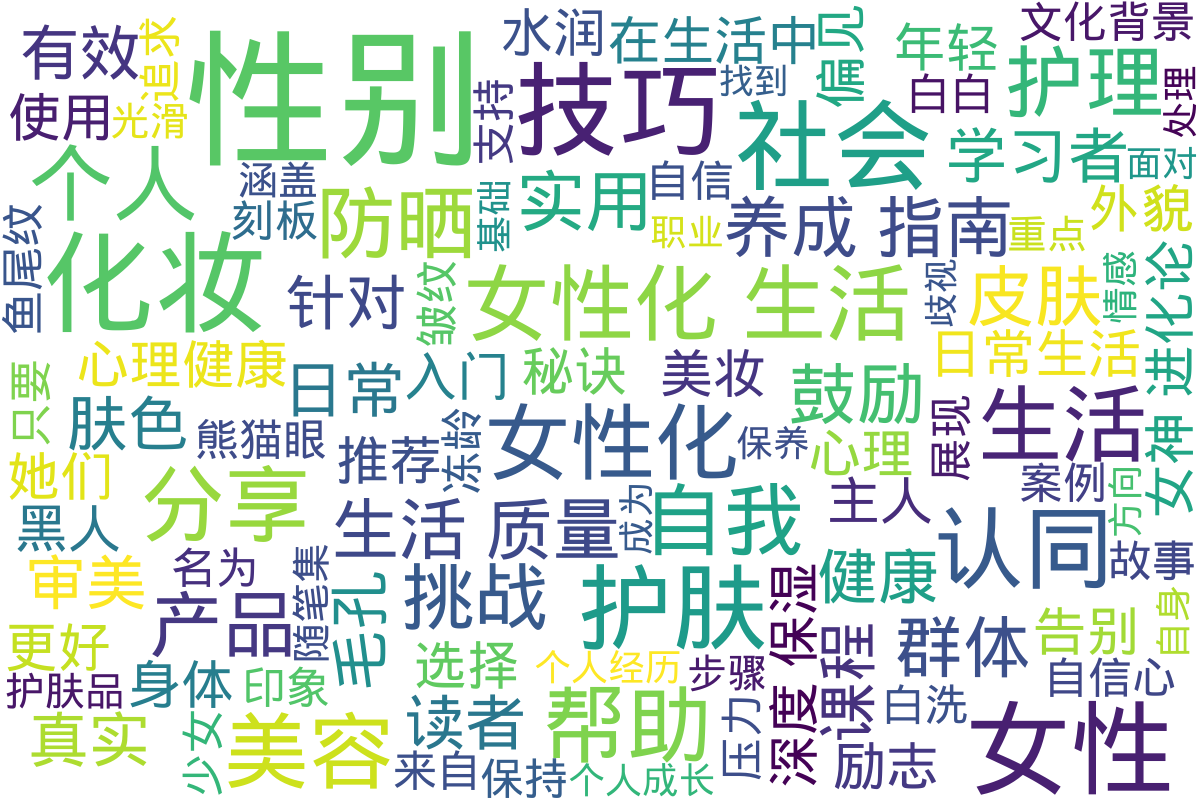 性别
技巧
社会
护理
个人
化妆
防晒
实用
养成 指南
女性化 生活
皮肤
针对
有效
使用
追求
光滑
水润
在生活中
偏见
年轻
文化背景
支持
找到
白白
处理
学习者
面对
涵盖
刻板
基础
自信
职业
重点
外貌
鱼尾纹
皱纹
歧视
情感
进化论
心理健康
日常
入门
秘诀
美妆
鼓励
日常生活
只要
肤色
熊猫眼
推荐
冻龄
女性化
保养
心理
展现
生活
女神
她们
分享
生活 质量
成为
自我
主人
案例
方向
黑人
认同
故事
审美
名为
产品
随笔集
毛孔
挑战
护肤
保湿
健康
课程
群体
告别
自身
更好
护肤品
身体
印象
选择
个人经历
步骤
深度
自信心
真实
少女
美容
读者
帮助
压力
白洗
励志
女性
来自
保持
个人成长